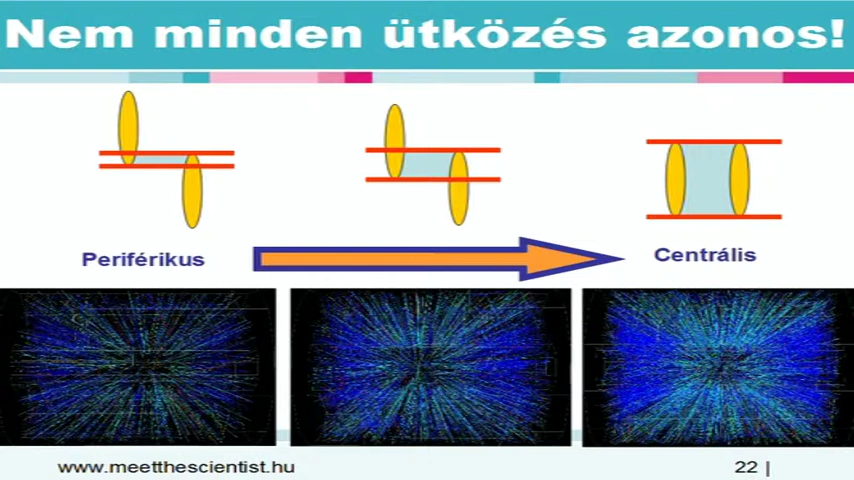 Nem minden ütközés azonos!
Periférikus
Centrális
www.meetthescientist.hu
22 |